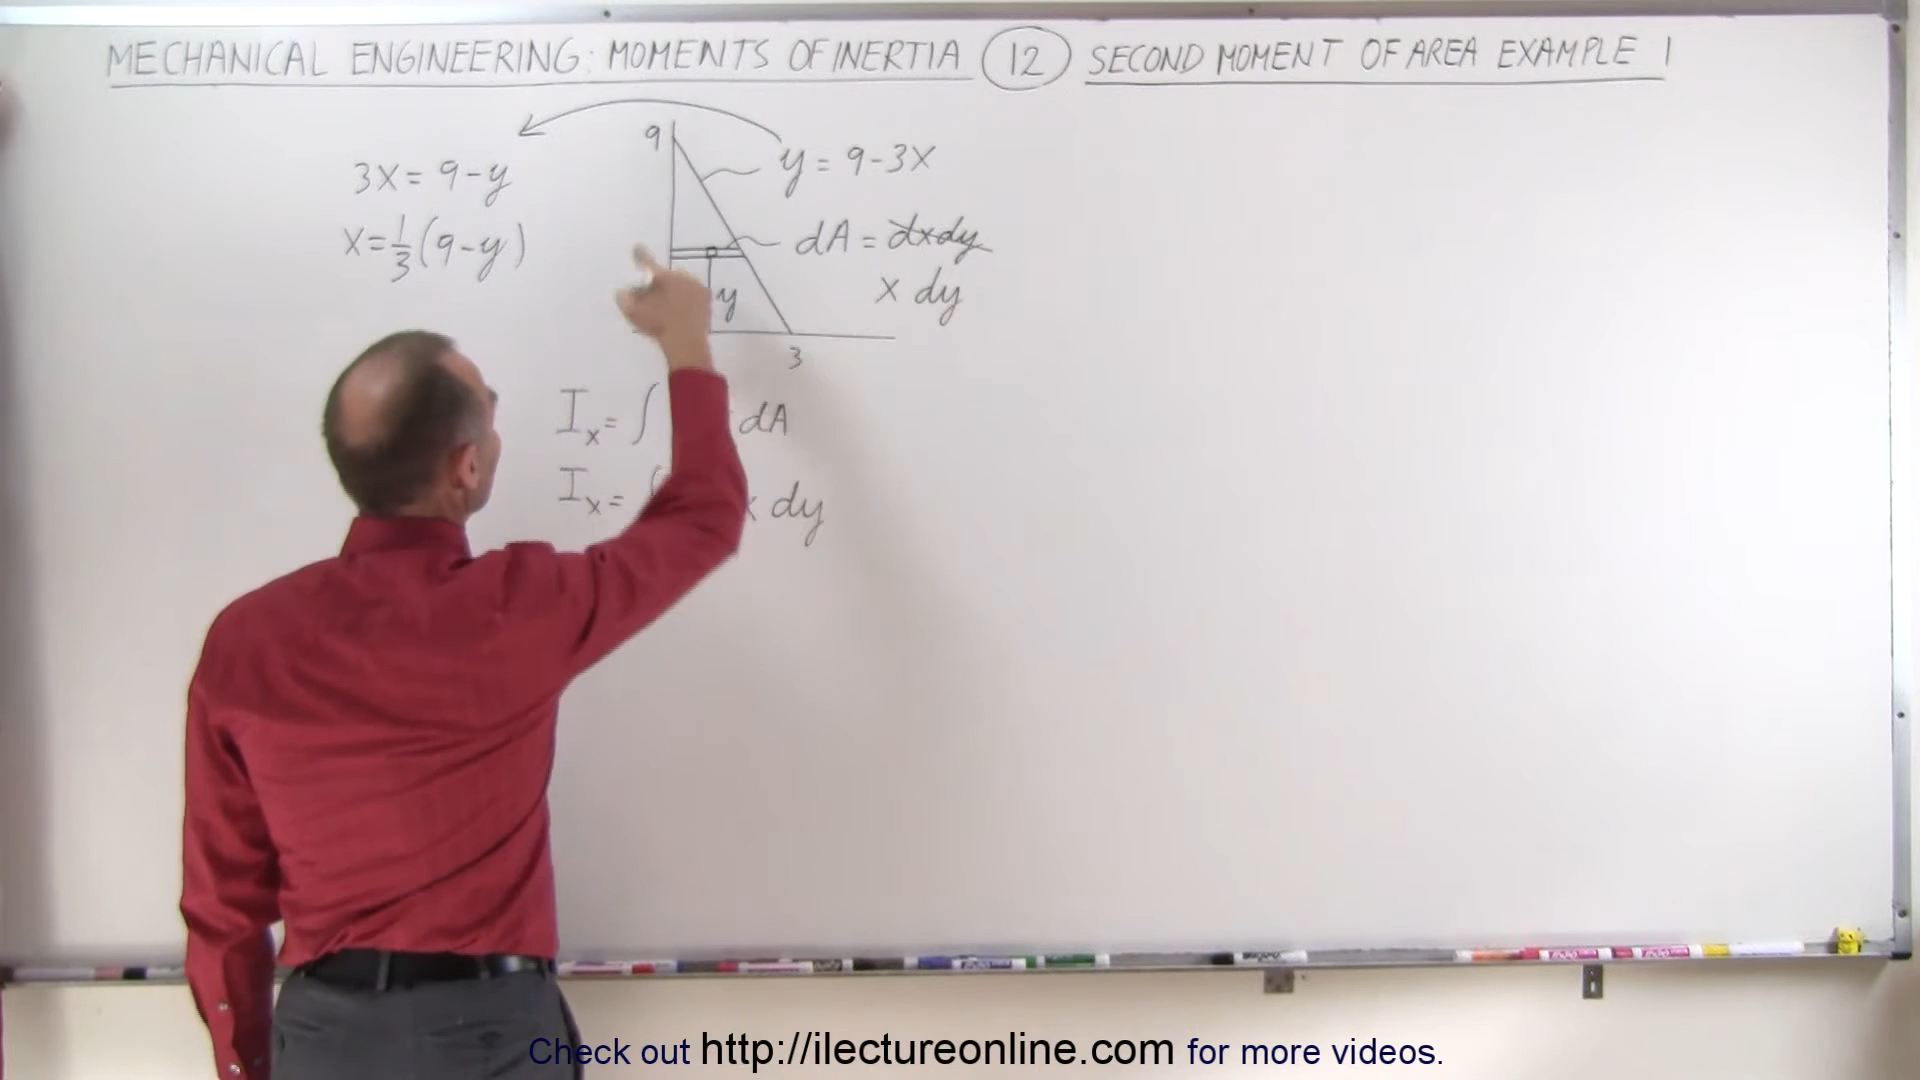 MECHANICAL ENGINEERING: MOMENTS OF INERTIA (12) SECOND MOMENT OF AREA EXAMPLE 1
9
y = 9-3x
3x = 9-y
x = 1/3 (9-y)
dA = dxdy
x dy
y
3
Ix = ∫ dA
Ix = ∫ x dy
Check out http://ilectureonline.com for more videos.